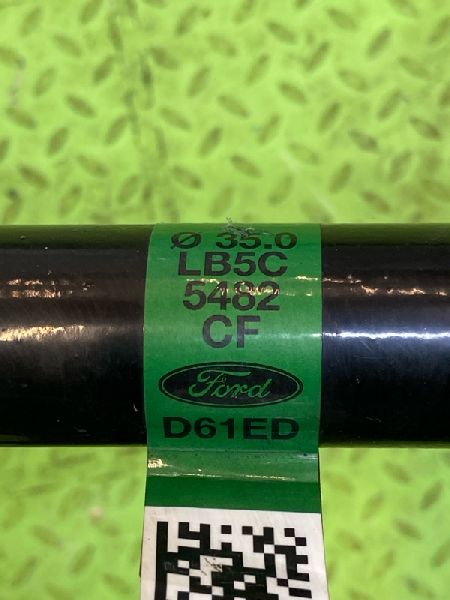 Ø 35.0
LB5C
5482
CF
Ford
D61ED